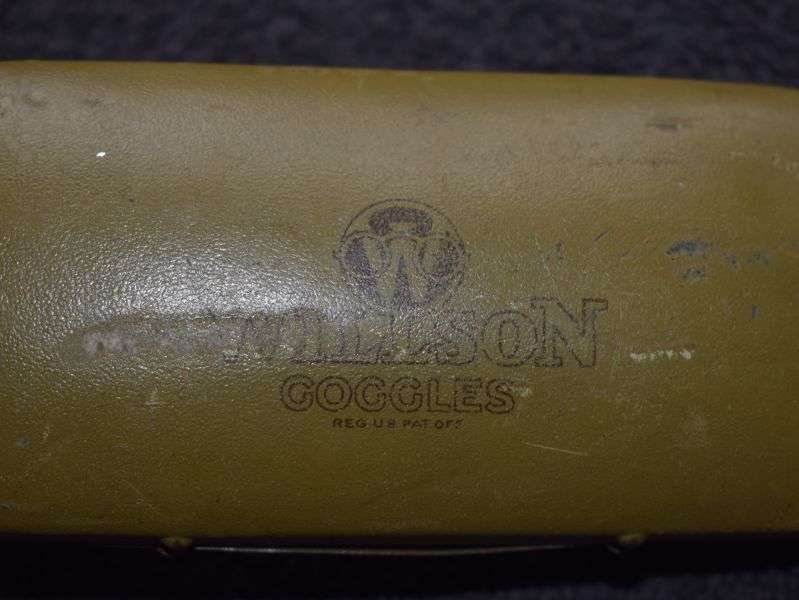 W
WILLSON
GOGGLES
REG·U.S PAT OFF